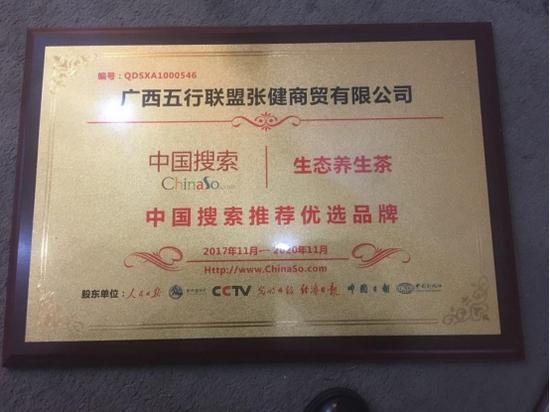 编号：QDSXA1000546
广西五行联盟张健商贸有限公司
中国搜索 生态养生茶
ChinaSo.com
中国搜索推荐优选品牌
2017年11月——2020年11月
Http://www.ChinaSo.com
股东单位：人民日报 CCTV 光明日报 经济日报 中国日报